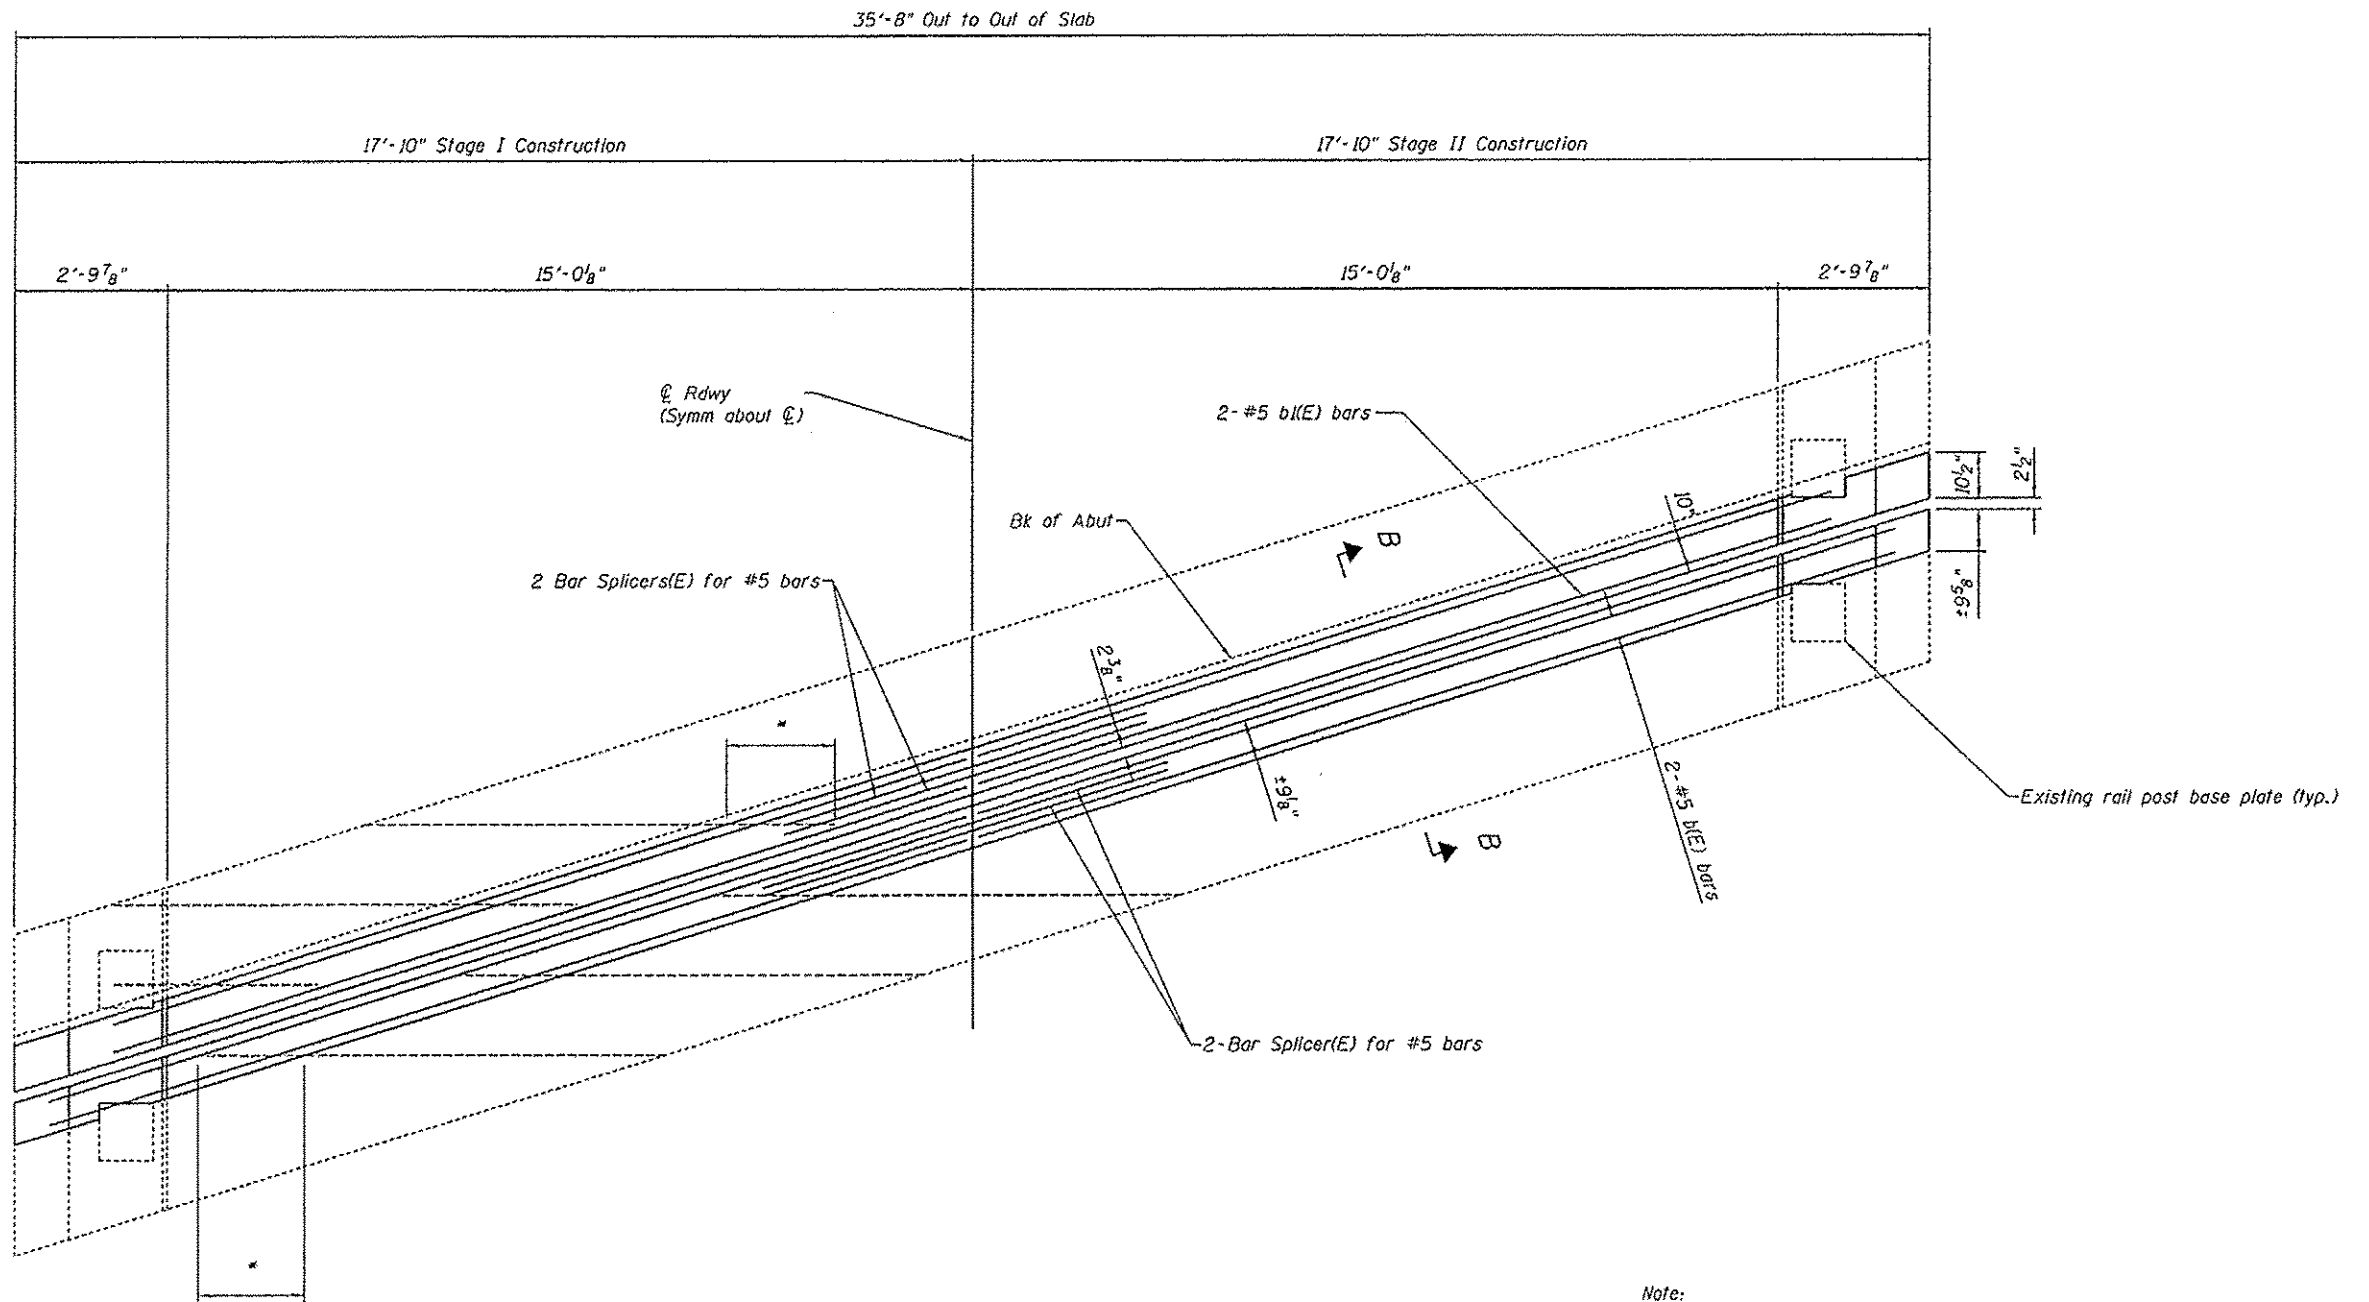 35'-8" Out to Out of Slab
17'-10" Stage I Construction
17'-10" Stage II Construction
2'-9⅞"
15'-0⅛"
15'-0⅛"
2'-9⅞"
℄ Rdwy
(Symm about ℄)
2-#5 b1(E) bars
10½"
2½"
10"
Bk of Abut
B
2 Bar Splicers(E) for #5 bars
±9⅝"
2⅜"
*
±9⅛"
2-#5 b(E) bars
Existing rail post base plate (typ.)
B
2-Bar Splicer(E) for #5 bars
*
Note: